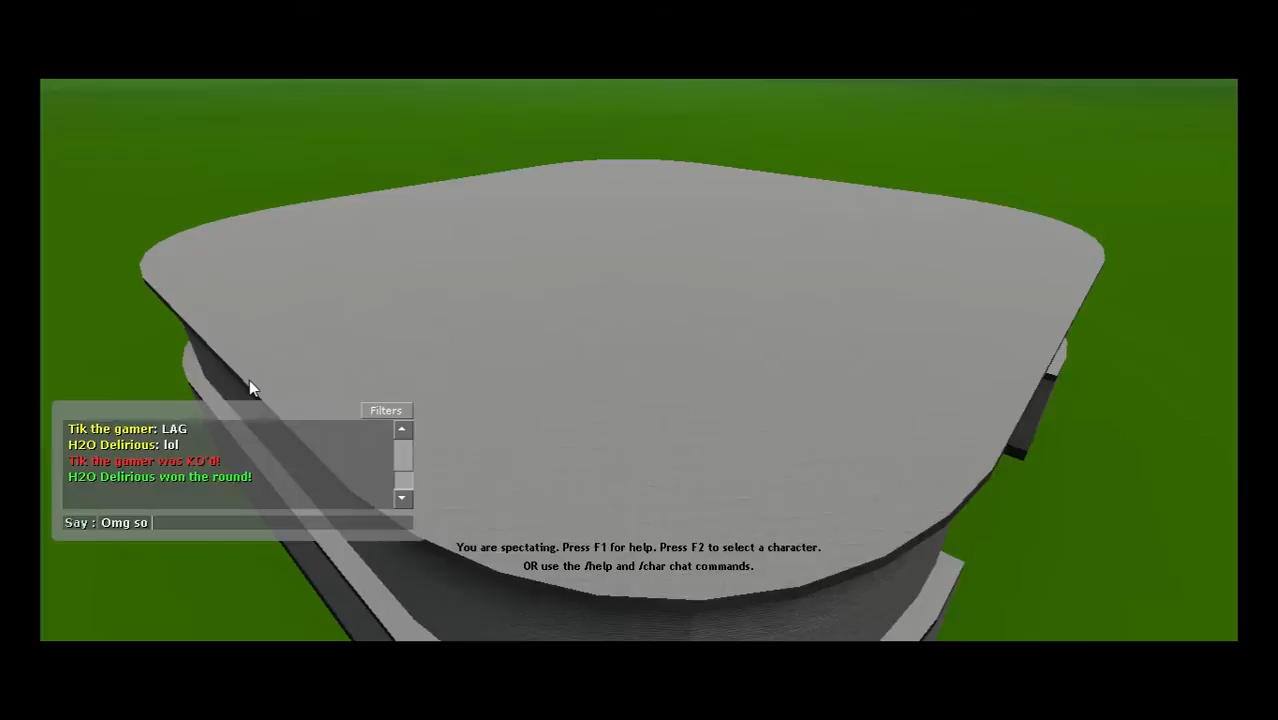 Filters
Tik the gamer: LAG
H2O Delirious: lol
Tik the gamer was KO'd!
H2O Delirious won the round!
Say : Omg so
You are spectating. Press F1 for help. Press F2 to select a character.
OR use the /help and /char chat commands.